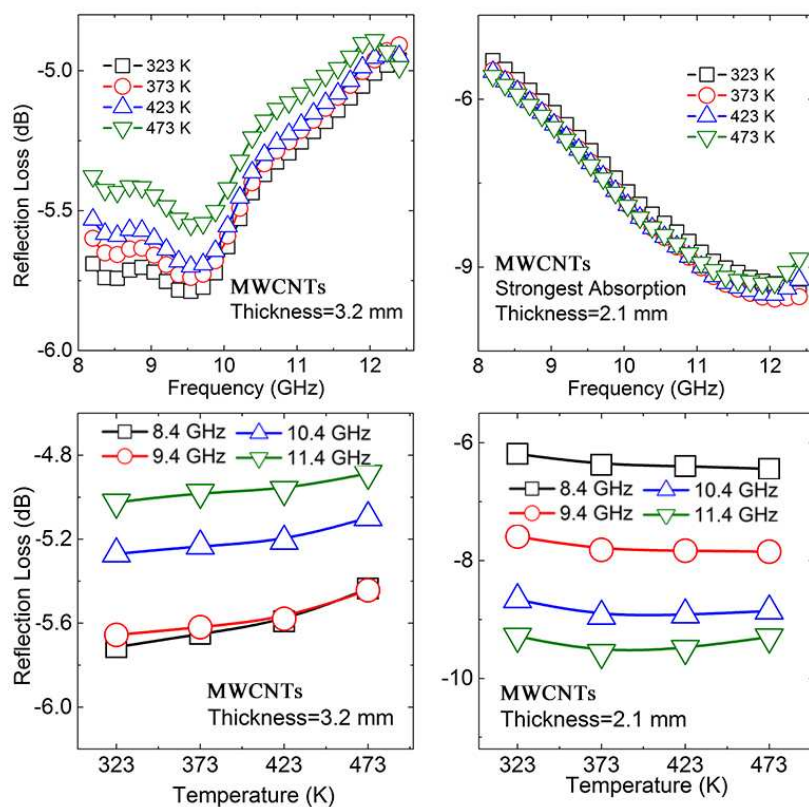 Reflection Loss (dB)
-5.0
-5.5
-6.0
323 K
373 K
423 K
473 K
MWCNTs
Thickness=3.2 mm
8 9 10 11 12
Frequency (GHz)
-6
-9
323 K
373 K
423 K
473 K
MWCNTs
Strongest Absorption
Thickness=2.1 mm
8 9 10 11 12
Frequency (GHz)
Reflection Loss (dB)
-4.8
-5.2
-5.6
-6.0
8.4 GHz 10.4 GHz
9.4 GHz 11.4 GHz
MWCNTs
Thickness=3.2 mm
323 373 423 473
Temperature (K)
-6
-8
-10
8.4 GHz 10.4 GHz
9.4 GHz 11.4 GHz
MWCNTs
Thickness=2.1 mm
323 373 423 473
Temperature (K)